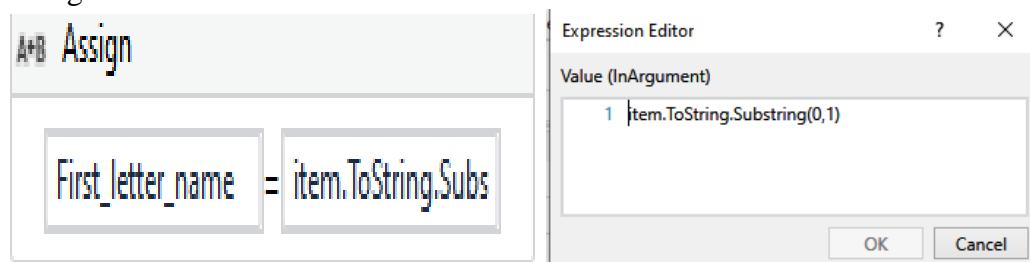 A+B Assign
First_letter_name = item.ToString.Subs
Expression Editor ? ×
Value (InArgument)
1 item.ToString.Substring(0,1)
OK Cancel